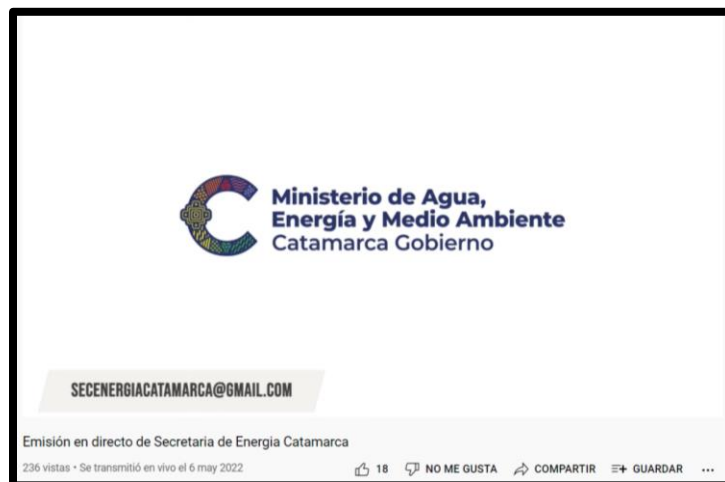 Ministerio de Agua,
Energía y Medio Ambiente
Catamarca Gobierno
SECENERGIACATAMARCA@GMAIL.COM
Emisión en directo de Secretaria de Energia Catamarca
236 vistas • Se transmitió en vivo el 6 may 2022 18 NO ME GUSTA COMPARTIR GUARDAR ...